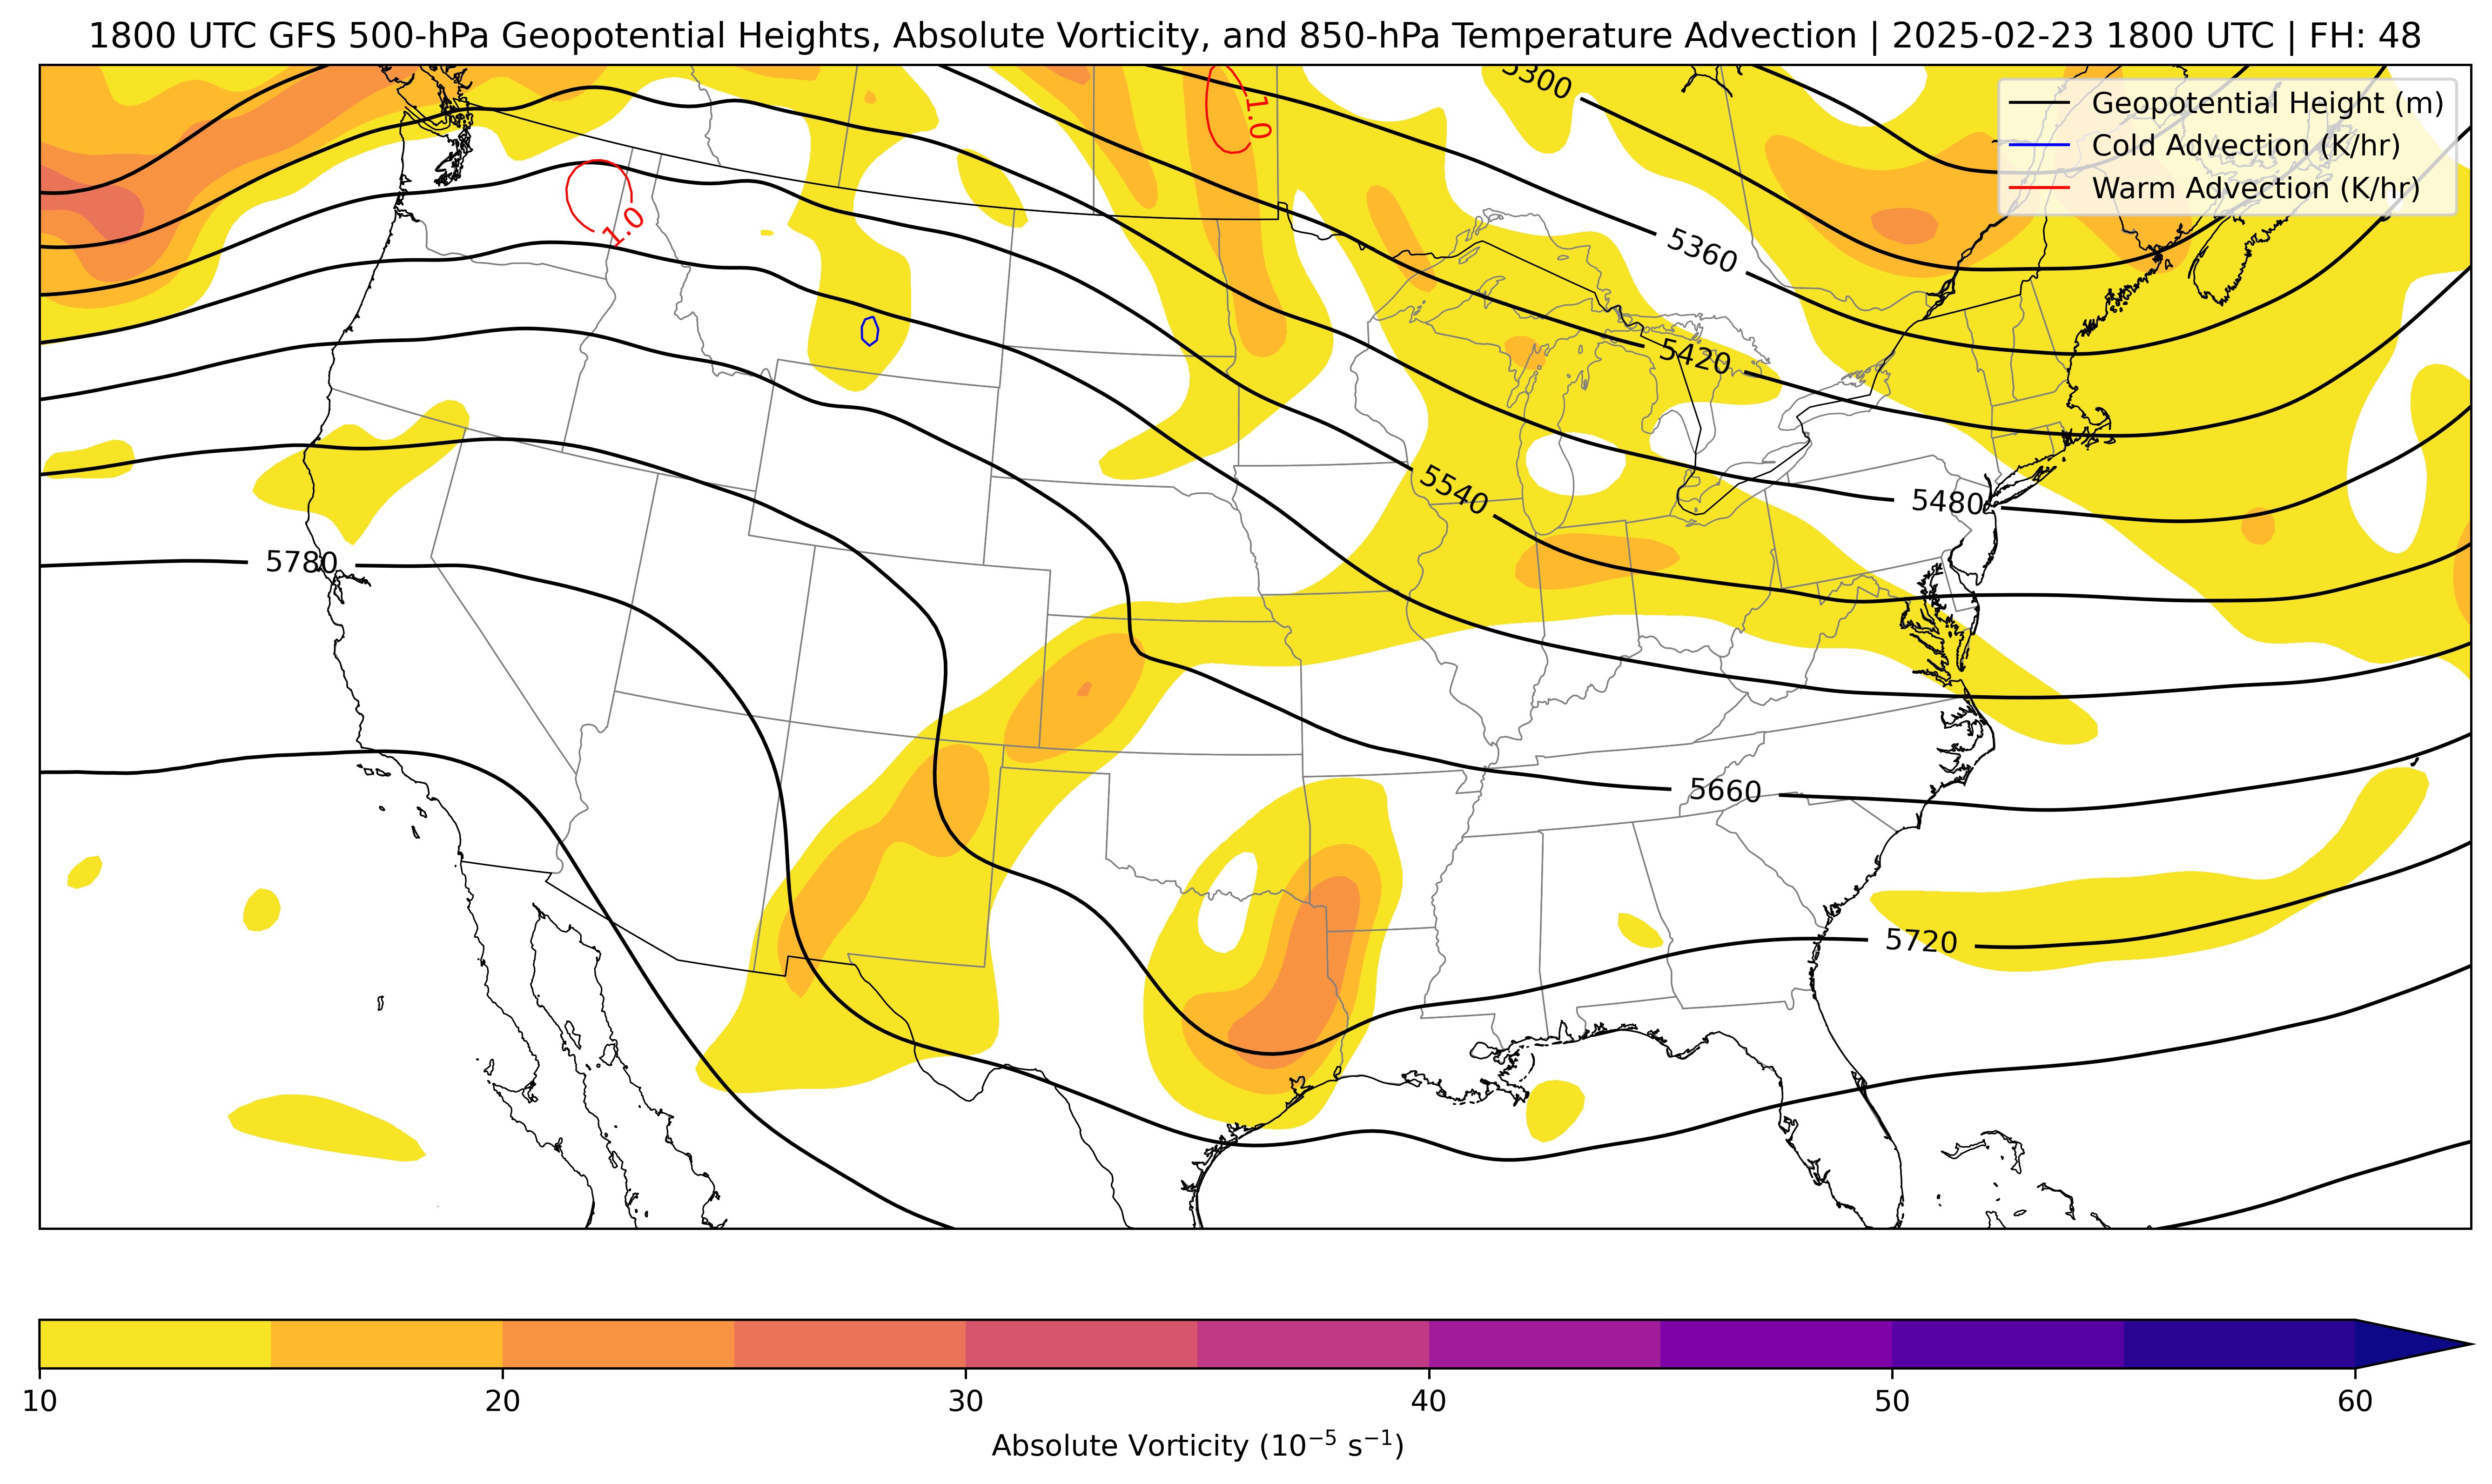 1800 UTC GFS 500-hPa Geopotential Heights, Absolute Vorticity, and 850-hPa Temperature Advection | 2025-02-23 1800 UTC | FH: 48
5300
1.0
Geopotential Height (m)
Cold Advection (K/hr)
Warm Advection (K/hr)
1.0
5360
5420
5540
5480
5780
5660
5720
10 20 30 40 50 60
Absolute Vorticity (10⁻⁵ s⁻¹)